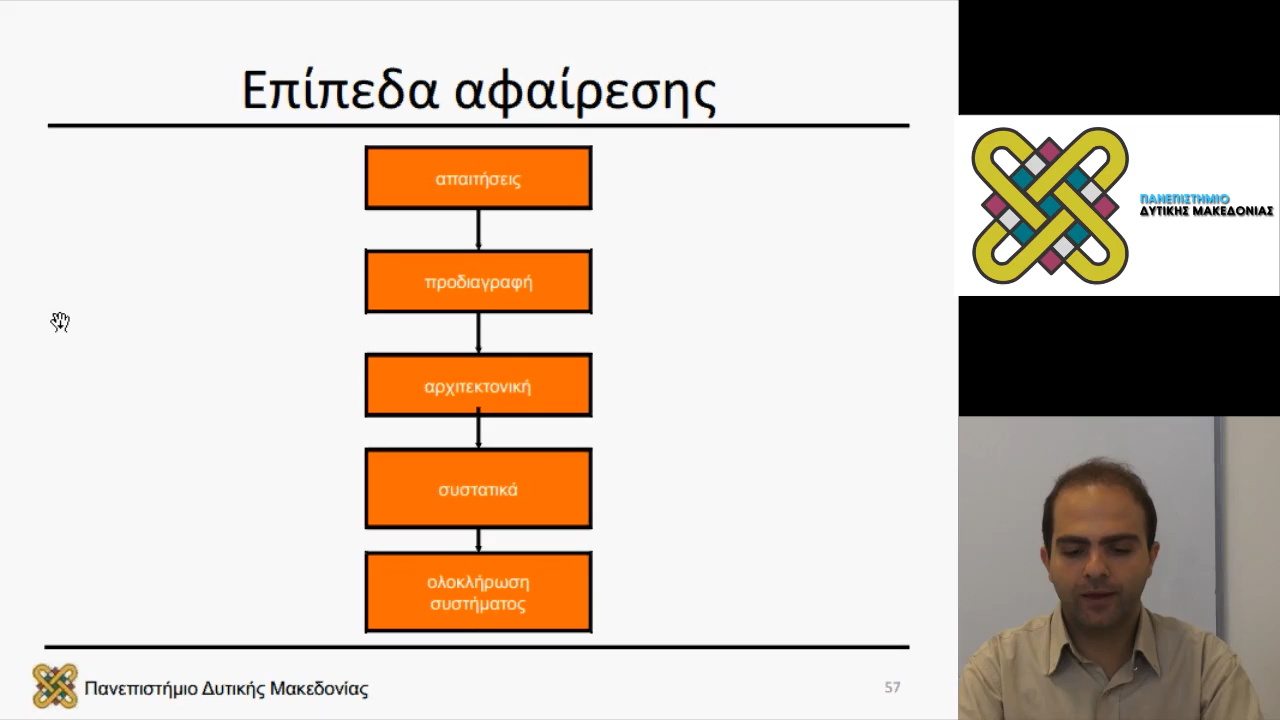 Επίπεδα αφαίρεσης
απαιτήσεις
προδιαγραφή
αρχιτεκτονική
συστατικά
ολοκλήρωση
συστήματος
Πανεπιστήμιο Δυτικής Μακεδονίας
57
ΠΑΝΕΠΙΣΤΗΜΙΟ
ΔΥΤΙΚΗΣ ΜΑΚΕΔΟΝΙΑΣ